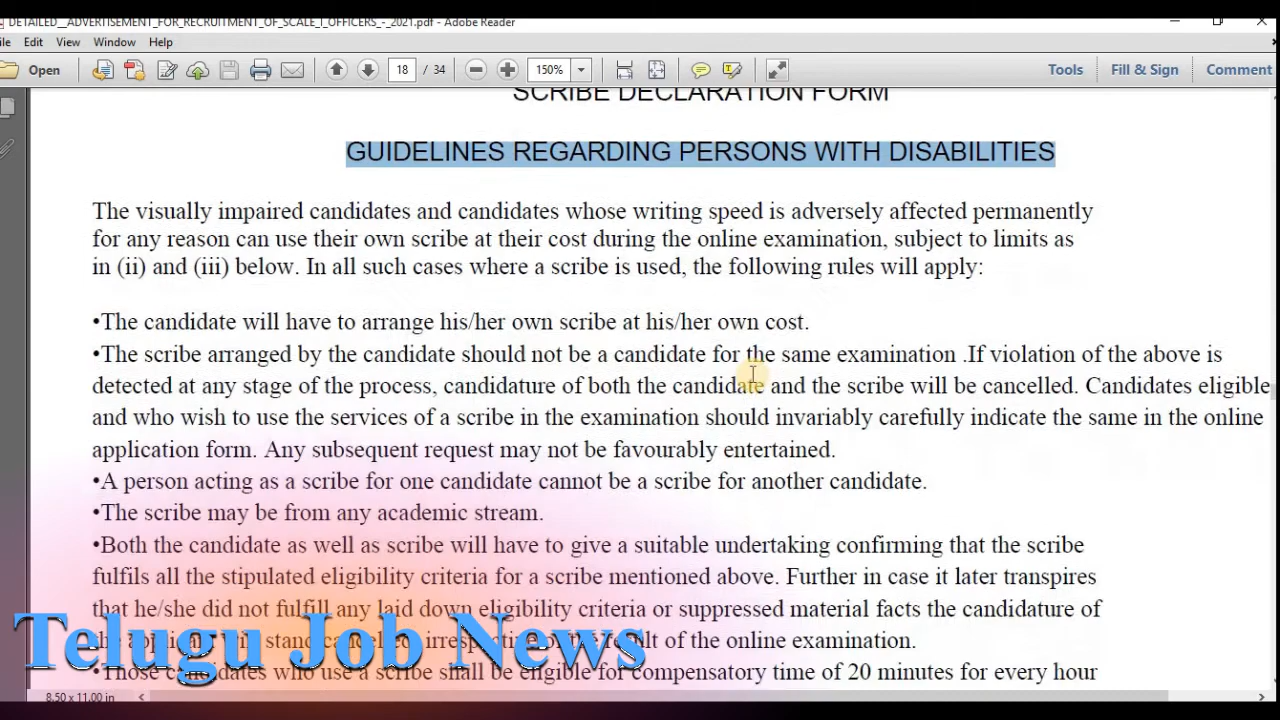 DETAILED__ADVERTISEMENT_FOR_RECRUITMENT_OF_SCALE_I_OFFICERS_-_2021.pdf - Adobe Reader
Edit View Window Help
Open 18 / 34 150% Tools Fill & Sign Comment
SCRIBE DECLARATION FORM
GUIDELINES REGARDING PERSONS WITH DISABILITIES
The visually impaired candidates and candidates whose writing speed is adversely affected permanently
for any reason can use their own scribe at their cost during the online examination, subject to limits as
in (ii) and (iii) below. In all such cases where a scribe is used, the following rules will apply:
•The candidate will have to arrange his/her own scribe at his/her own cost.
•The scribe arranged by the candidate should not be a candidate for the same examination .If violation of the above is
detected at any stage of the process, candidature of both the candidate and the scribe will be cancelled. Candidates eligible
and who wish to use the services of a scribe in the examination should invariably carefully indicate the same in the online
application form. Any subsequent request may not be favourably entertained.
•A person acting as a scribe for one candidate cannot be a scribe for another candidate.
•The scribe may be from any academic stream.
•Both the candidate as well as scribe will have to give a suitable undertaking confirming that the scribe
fulfils all the stipulated eligibility criteria for a scribe mentioned above. Further in case it later transpires
that he/she did not fulfill any laid down eligibility criteria or suppressed material facts the candidature of
the stand irrespective of the result of the online examination.
Telugu Job News
•Those candidates who use a scribe shall be eligible for compensatory time of 20 minutes for every hour
8.50 x 11.00 in